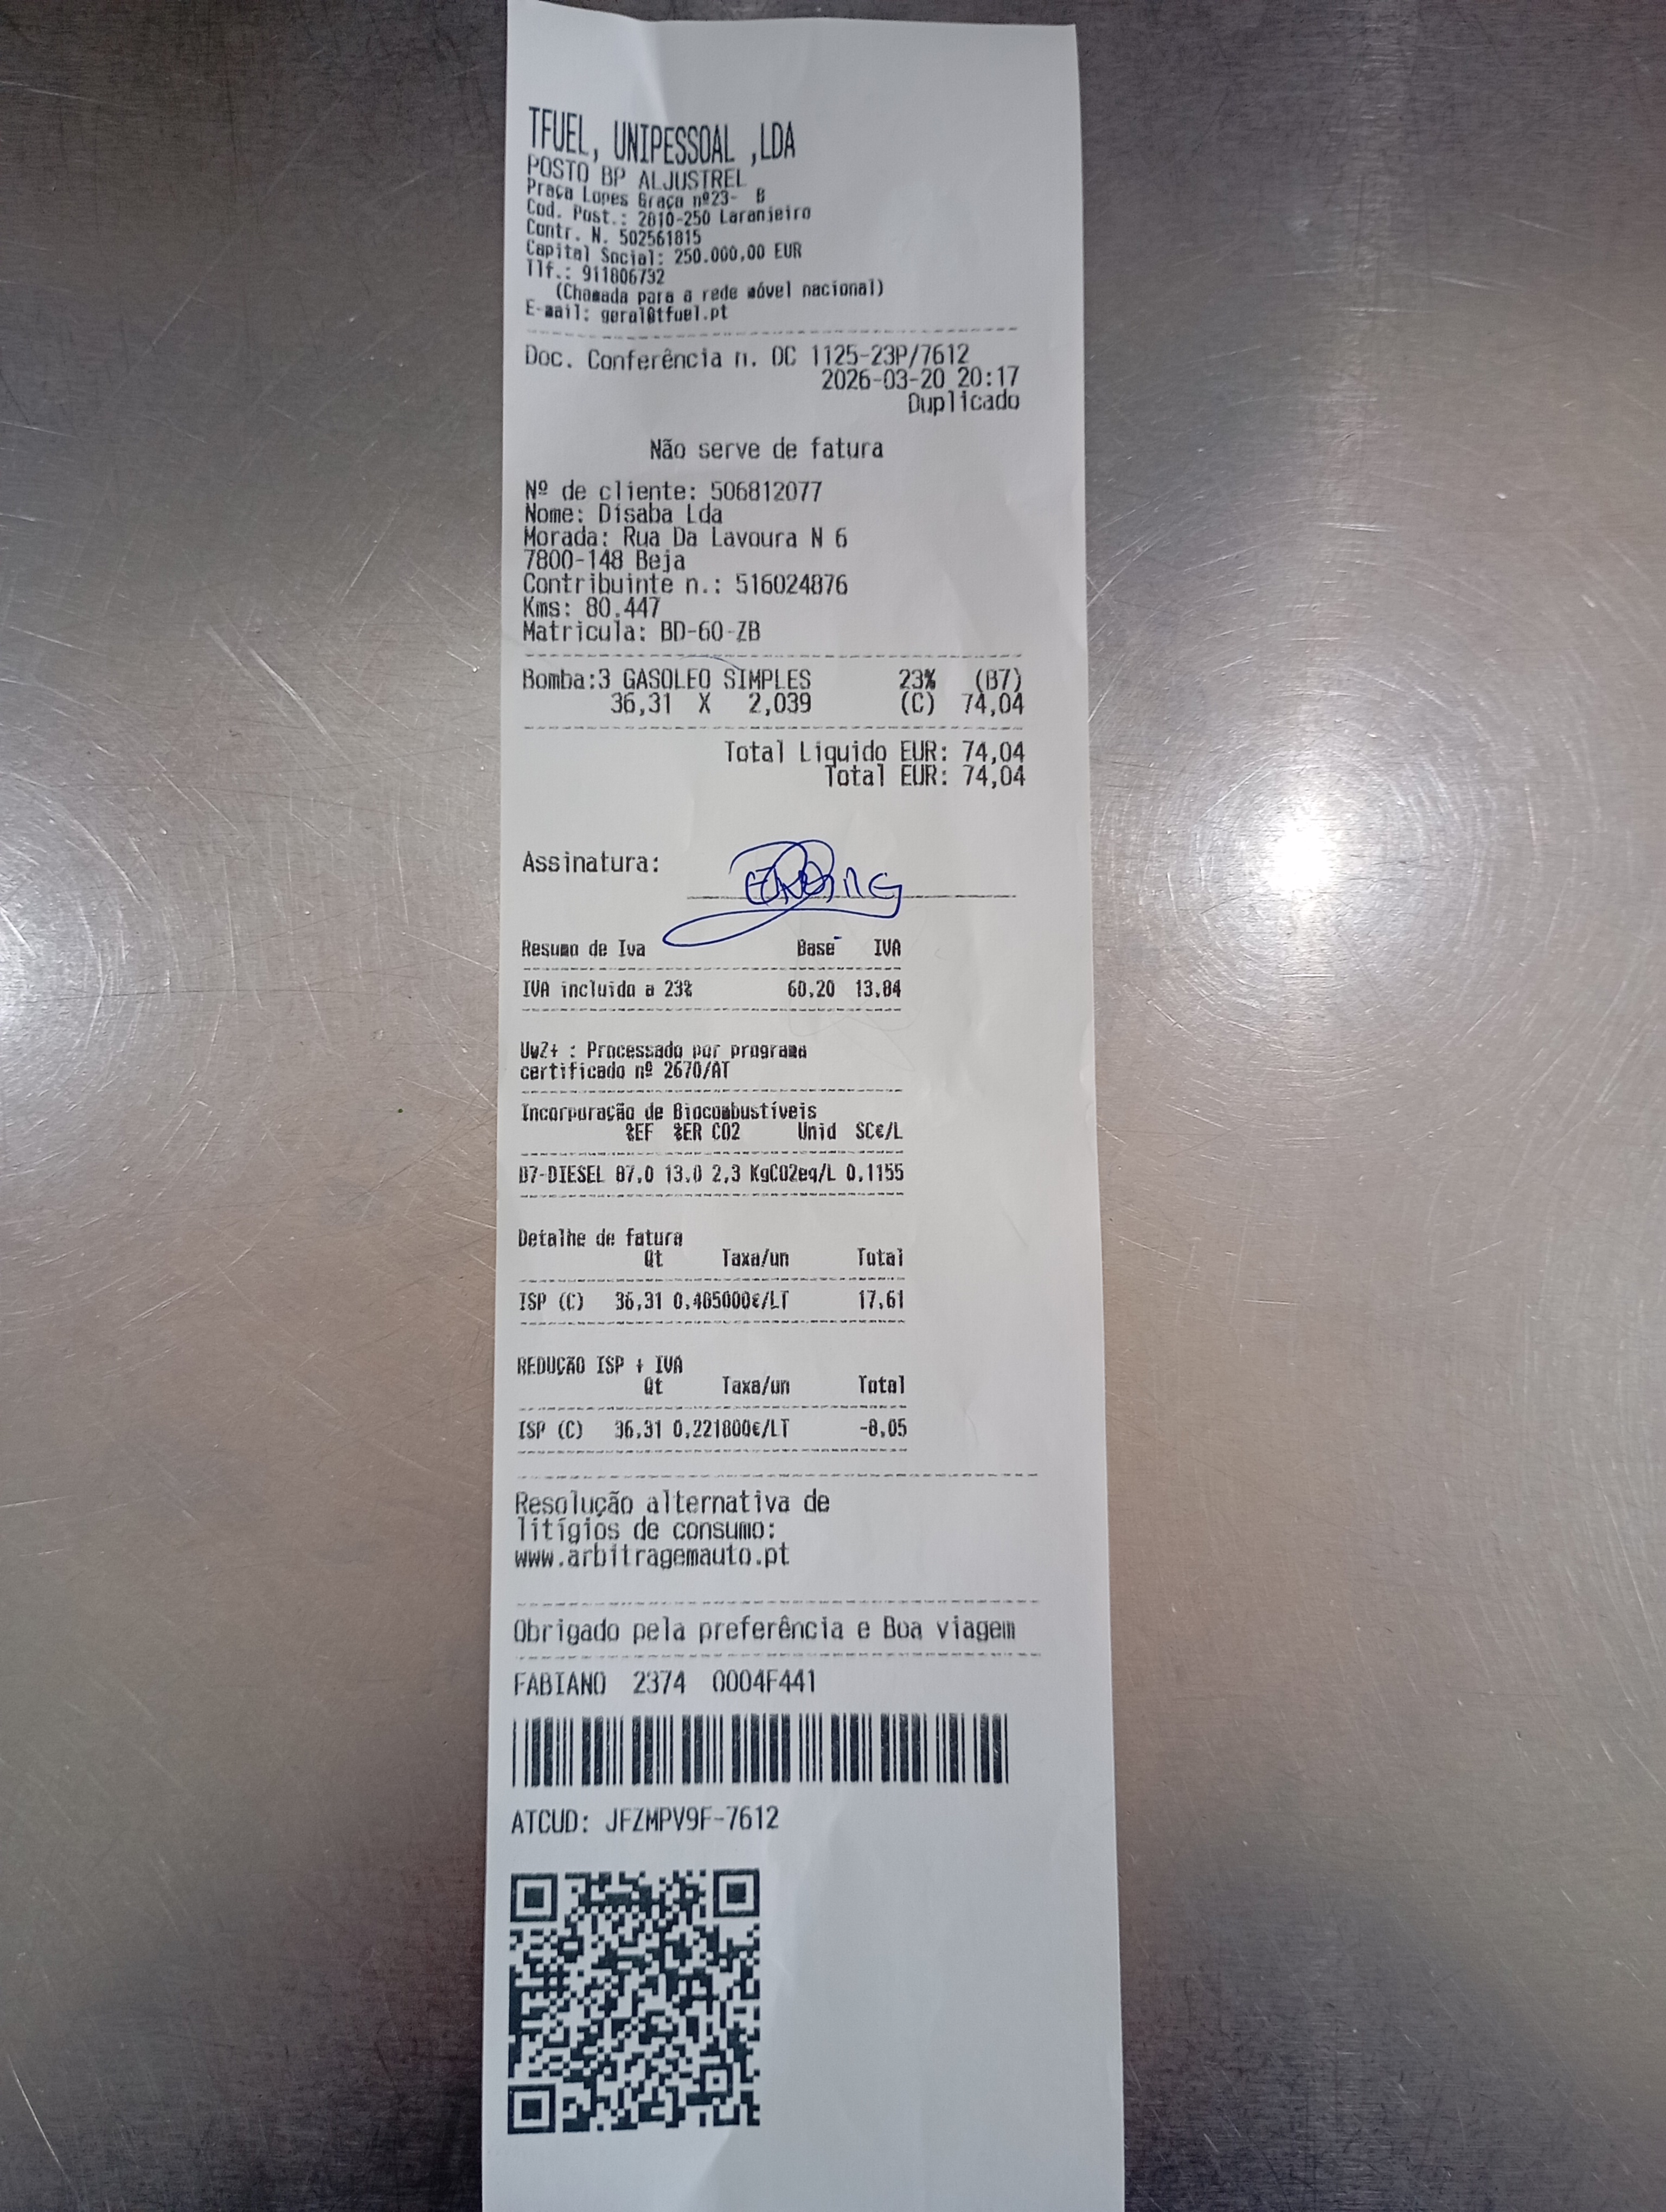 TFUEL, UNIPESSOAL ,LDA
POSTO BP ALJUSTREL
Praça Lopes Graça nº23- B
Cod. Post.: 2810-250 Laranjeiro
Contr. N. 502561815
Capital Social: 250.000,00 EUR
Tlf.: 911806732
(Chamada para a rede móvel nacional)
E-mail: geral@tfuel.pt
Doc. Conferência n. DC 1125-23P/7612
2026-03-20 20:17
Duplicado
Não serve de fatura
Nº de cliente: 506812077
Nome: Disaba Lda
Morada: Rua Da Lavoura N 6
7800-148 Beja
Contribuinte n.: 516024876
Kms: 80.447
Matricula: BD-60-ZB
Bomba:3 GASOLEO SIMPLES 23% (B7)
36,31 X 2,039 (C) 74,04
Total Liquido EUR: 74,04
Total EUR: 74,04
Assinatura:
Resumo de Iva Base IVA
IVA incluido a 23% 60,20 13,84
UwZ+ : Processado por programa
certificado nº 2670/AT
Incorporação de Biocombustíveis
%EF %ER CO2 Unid SC€/L
B7-DIESEL 87,0 13,0 2,3 KgCO2eq/L 0,1155
Detalhe de fatura
Qt Taxa/un Total
ISP (C) 36,31 0,485000€/LT 17,61
REDUÇÃO ISP + IVA
Qt Taxa/un Total
ISP (C) 36,31 0,221800€/LT -8,05
Resolução alternativa de
litígios de consumo:
www.arbitragemauto.pt
Obrigado pela preferência e Boa viagem
FABIANO 2374 0004F441
ATCUD: JFZMPV9F-7612